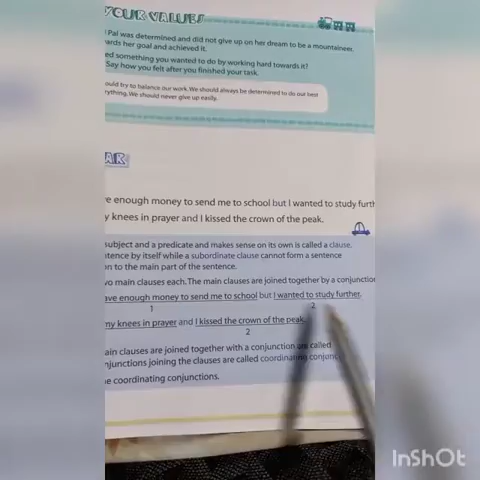 YOUR VALUES
Pal was determined and did not give up on her dream to be a mountaineer.
ards her goal and achieved it.
ed something you wanted to do by working hard towards it?
Say how you felt after you finished your task.
ould try to balance our work. We should always be determined to do our best
rything. We should never give up easily.
AR
e enough money to send me to school but I wanted to study furth
y knees in prayer and I kissed the crown of the peak.
subject and a predicate and makes sense on its own is called a clause.
tence by itself while a subordinate clause cannot form a sentence
n to the main part of the sentence.
o main clauses each. The main clauses are joined together by a conjunction
ave enough money to send me to school but I wanted to study further.
1 2
my knees in prayer and I kissed the crown of the peak.
2
ain clauses are joined together with a conjunction are called
njunctions joining the clauses are called coordinating conjunc
e coordinating conjunctions.
InShOt